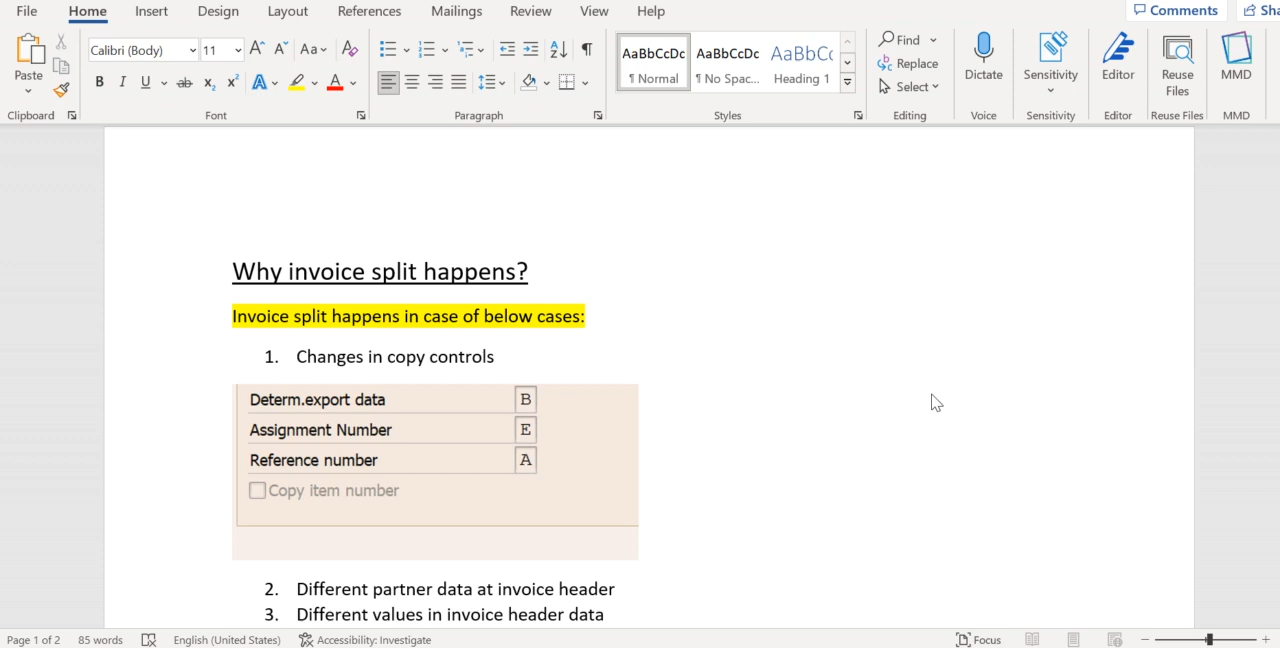 File Home Insert Design Layout References Mailings Review View Help Comments Sha
Calibri (Body) 11 Aa
Paste
B I U ab x₂ x² A A
AaBbCcDc AaBbCcDc AaBbCc
¶ Normal ¶ No Spac... Heading 1
Find
Replace
Select
Dictate
Sensitivity
Editor
Reuse
Files
MMD
Clipboard Font Paragraph Styles Editing Voice Sensitivity Editor Reuse Files MMD
Why invoice split happens?
Invoice split happens in case of below cases:
1. Changes in copy controls
Determ.export data B
Assignment Number E
Reference number A
Copy item number
2. Different partner data at invoice header
3. Different values in invoice header data
Page 1 of 2 85 words English (United States) Accessibility: Investigate Focus